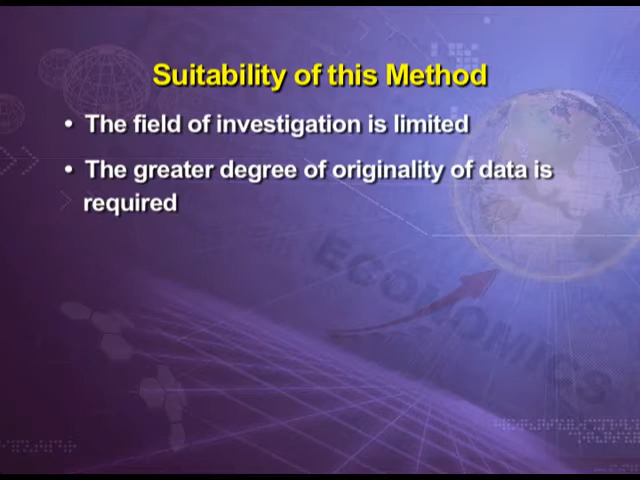 Suitability of this Method
• The field of investigation is limited
• The greater degree of originality of data is
required
ECONOMICS